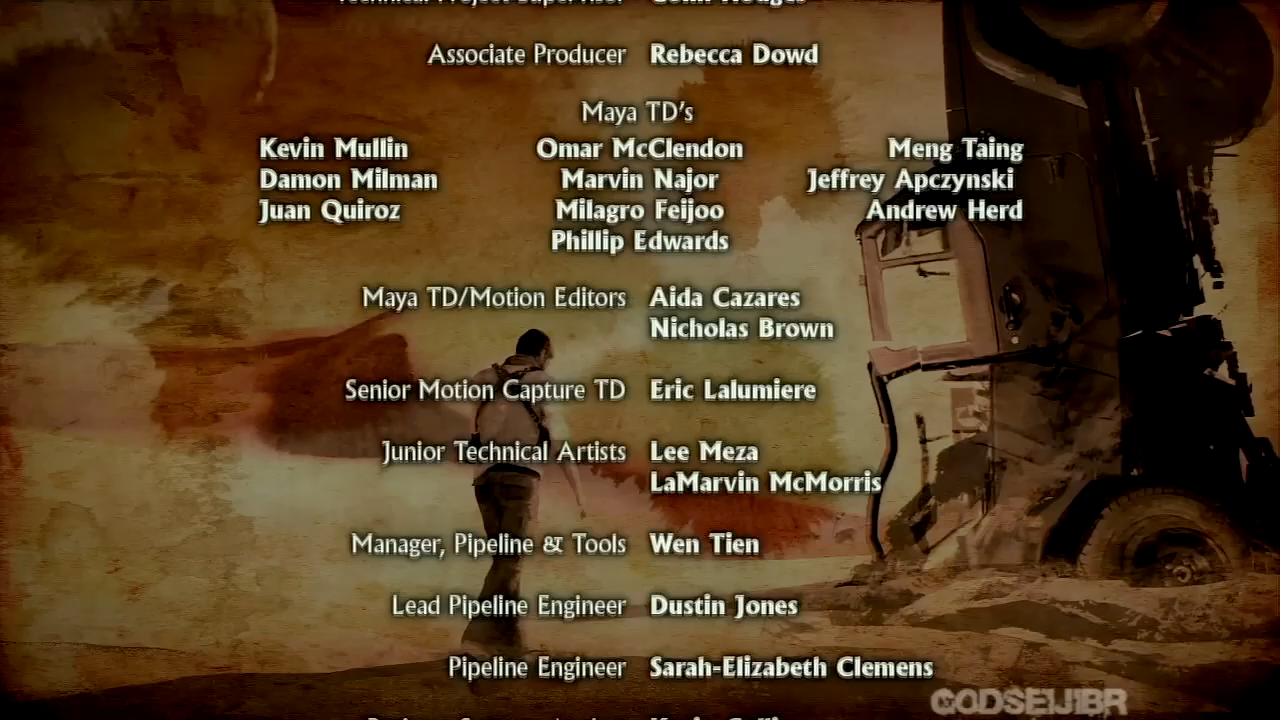 Associate Producer Rebecca Dowd
Maya TD's
Kevin Mullin Omar McClendon Meng Taing
Damon Milman Marvin Najor Jeffrey Apczynski
Juan Quiroz Milagro Feijoo Andrew Herd
Phillip Edwards
Maya TD/Motion Editors Aida Cazares
Nicholas Brown
Senior Motion Capture TD Eric Lalumiere
Junior Technical Artists Lee Meza
LaMarvin McMorris
Manager, Pipeline & Tools Wen Tien
Lead Pipeline Engineer Dustin Jones
Pipeline Engineer Sarah-Elizabeth Clemens